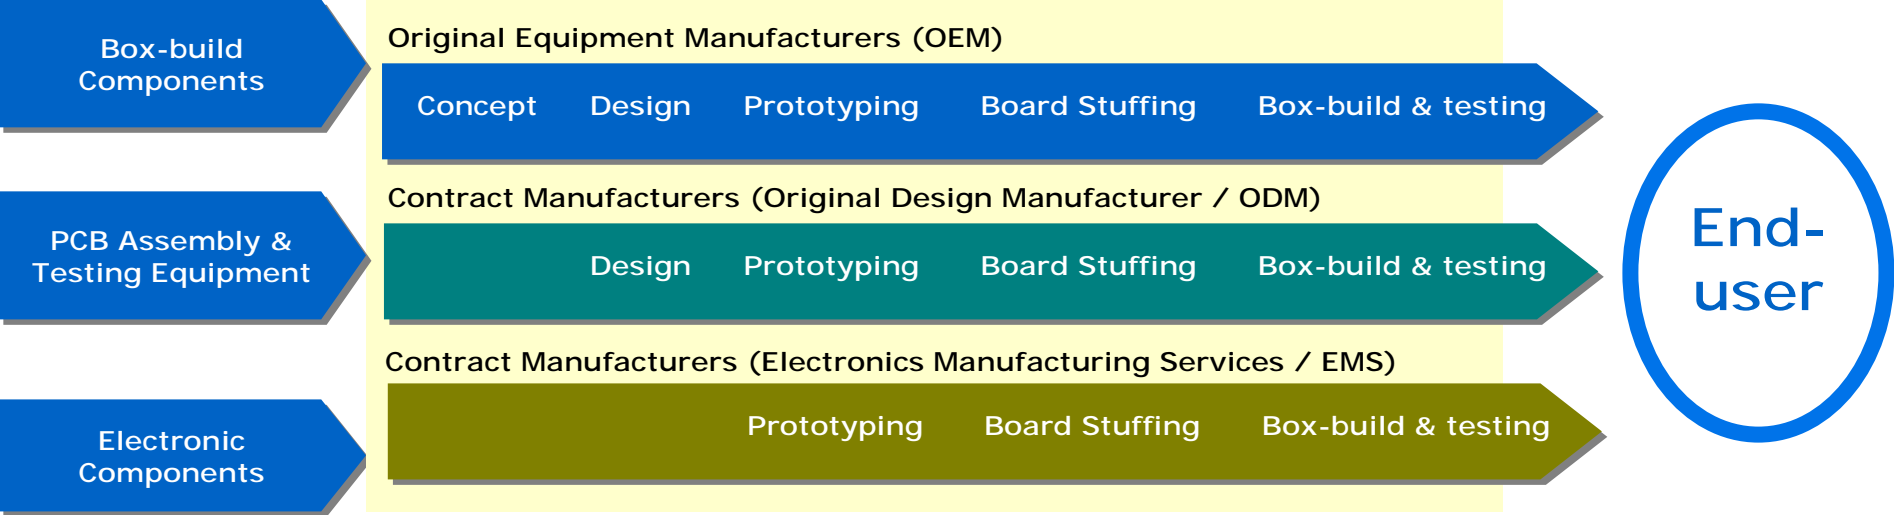 Box-build
Components
Original Equipment Manufacturers (OEM)
Concept Design Prototyping Board Stuffing Box-build & testing
PCB Assembly &
Testing Equipment
Contract Manufacturers (Original Design Manufacturer / ODM)
Design Prototyping Board Stuffing Box-build & testing
Electronic
Components
Contract Manufacturers (Electronics Manufacturing Services / EMS)
Prototyping Board Stuffing Box-build & testing
End-
user